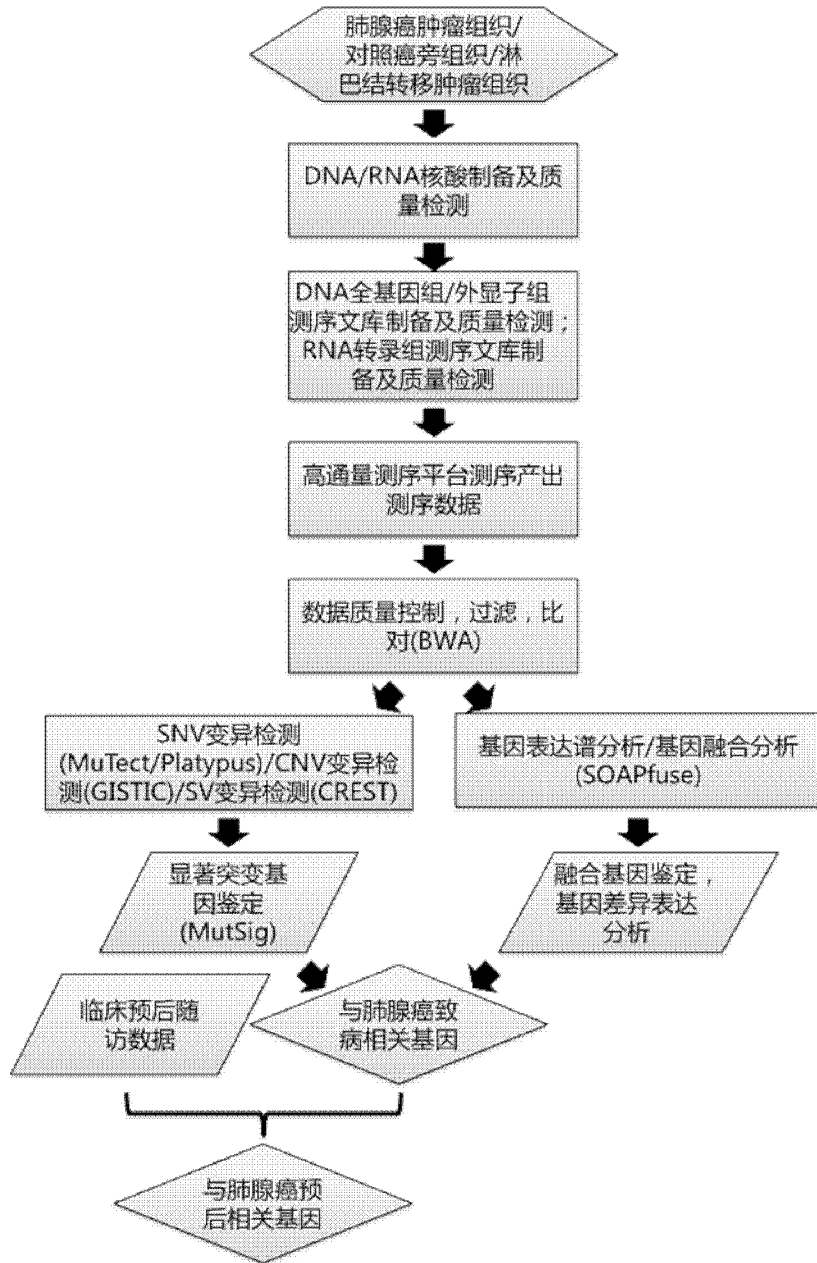 肺腺癌肿瘤组织/
对照癌旁组织/淋
巴结转移肿瘤组织
DNA/RNA核酸制备及质
量检测
DNA全基因组/外显子组
测序文库制备及质量检测；
RNA转录组测序文库制
备及质量检测
高通量测序平台测序产出
测序数据
数据质量控制，过滤，比
对(BWA)
SNV变异检测
(MuTect/Platypus)/CNV变异检
测(GISTIC)/SV变异检测(CREST)
基因表达谱分析/基因融合分析
(SOAPfuse)
显著突变基
因鉴定
(MutSig)
融合基因鉴定，
基因差异表达
分析
临床预后随
访数据
与肺腺癌致
病相关基因
与肺腺癌预
后相关基因